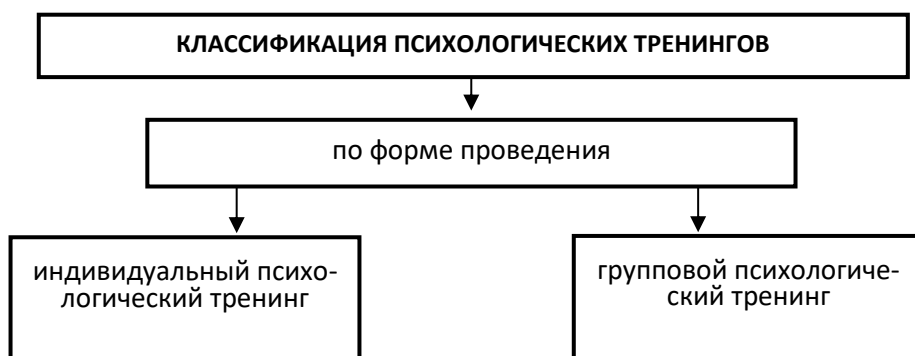 КЛАССИФИКАЦИЯ ПСИХОЛОГИЧЕСКИХ ТРЕНИНГОВ
по форме проведения
индивидуальный психо-
логический тренинг
групповой психологиче-
ский тренинг